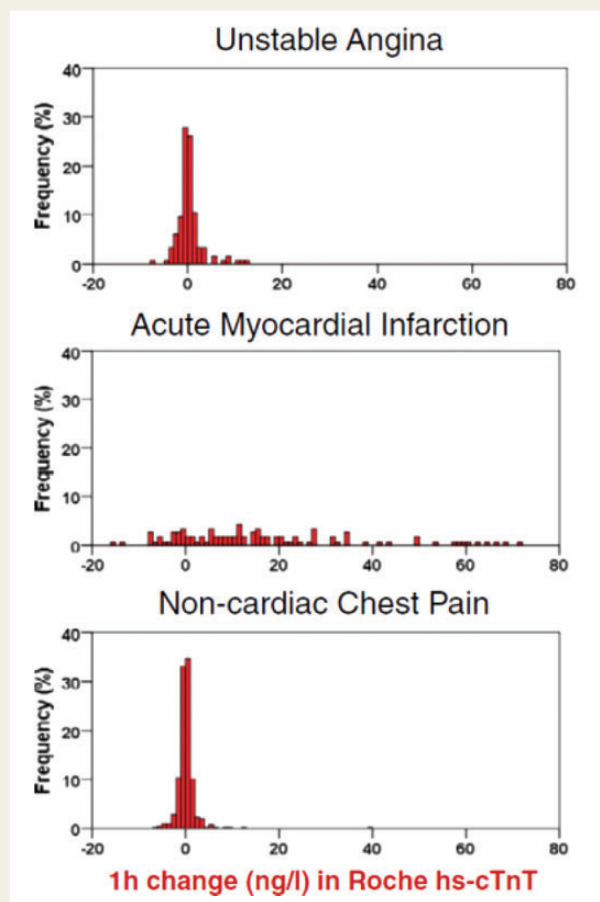 Unstable Angina
40
30
20
10
0
Frequency (%)
-20 0 20 40 60 80
Acute Myocardial Infarction
40
30
20
10
0
Frequency (%)
-20 0 20 40 60 80
Non-cardiac Chest Pain
40
30
20
10
0
Frequency (%)
-20 0 20 40 60 80
1h change (ng/l) in Roche hs-cTnT